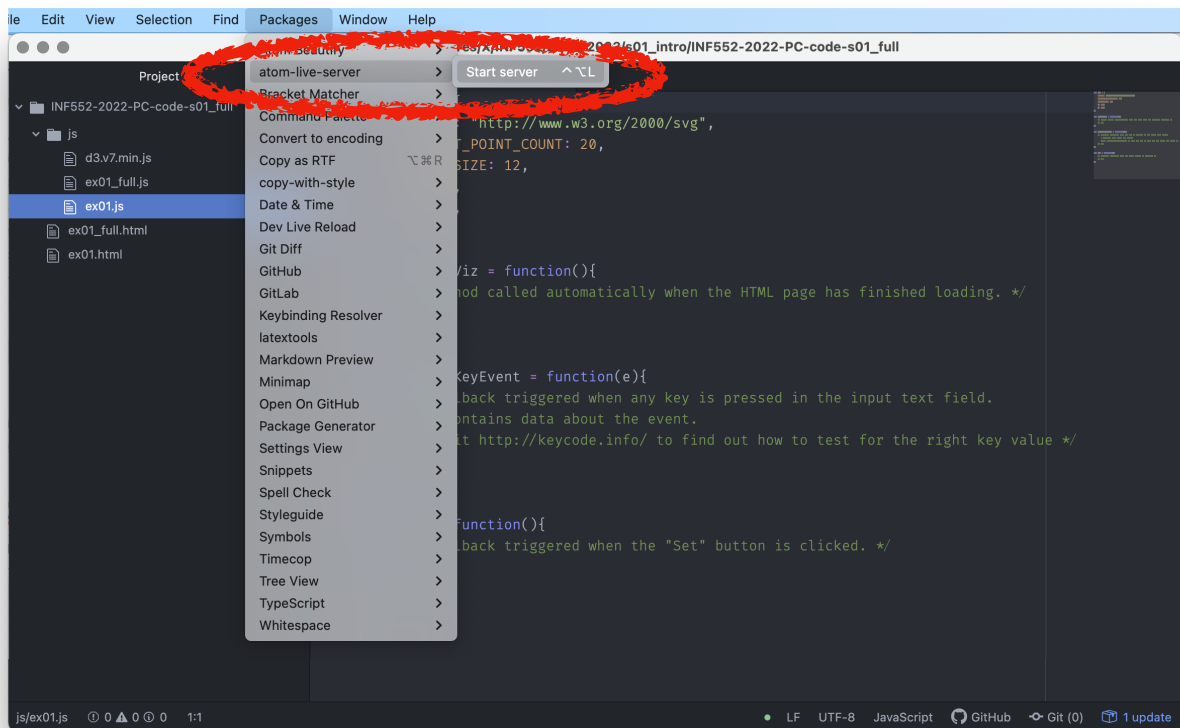 ile Edit View Selection Find Packages Window Help
s01_intro/INF552-2022-PC-code-s01_full
Project
atom-live-server
Start server ^⌥L
Bracket Matcher
INF552-2022-PC-code-s01_full
Command Palette
"http://www.w3.org/2000/svg",
js
Convert to encoding
T_POINT_COUNT: 20,
d3.v7.min.js
Copy as RTF ⌥⌘R
SIZE: 12,
ex01_full.js
copy-with-style
ex01.js
Date & Time
ex01_full.html
Dev Live Reload
ex01.html
Git Diff
GitHub
Viz = function(){
GitLab
hod called automatically when the HTML page has finished loading. */
Keybinding Resolver
latextools
Markdown Preview
Minimap
KeyEvent = function(e){
Open On GitHub
lback triggered when any key is pressed in the input text field.
Package Generator
ontains data about the event.
Settings View
it http://keycode.info/ to find out how to test for the right key value */
Snippets
Spell Check
Styleguide
function(){
Symbols
lback triggered when the "Set" button is clicked. */
Timecop
Tree View
TypeScript
Whitespace
js/ex01.js 0 0 0 1:1 LF UTF-8 JavaScript GitHub Git (0) 1 update